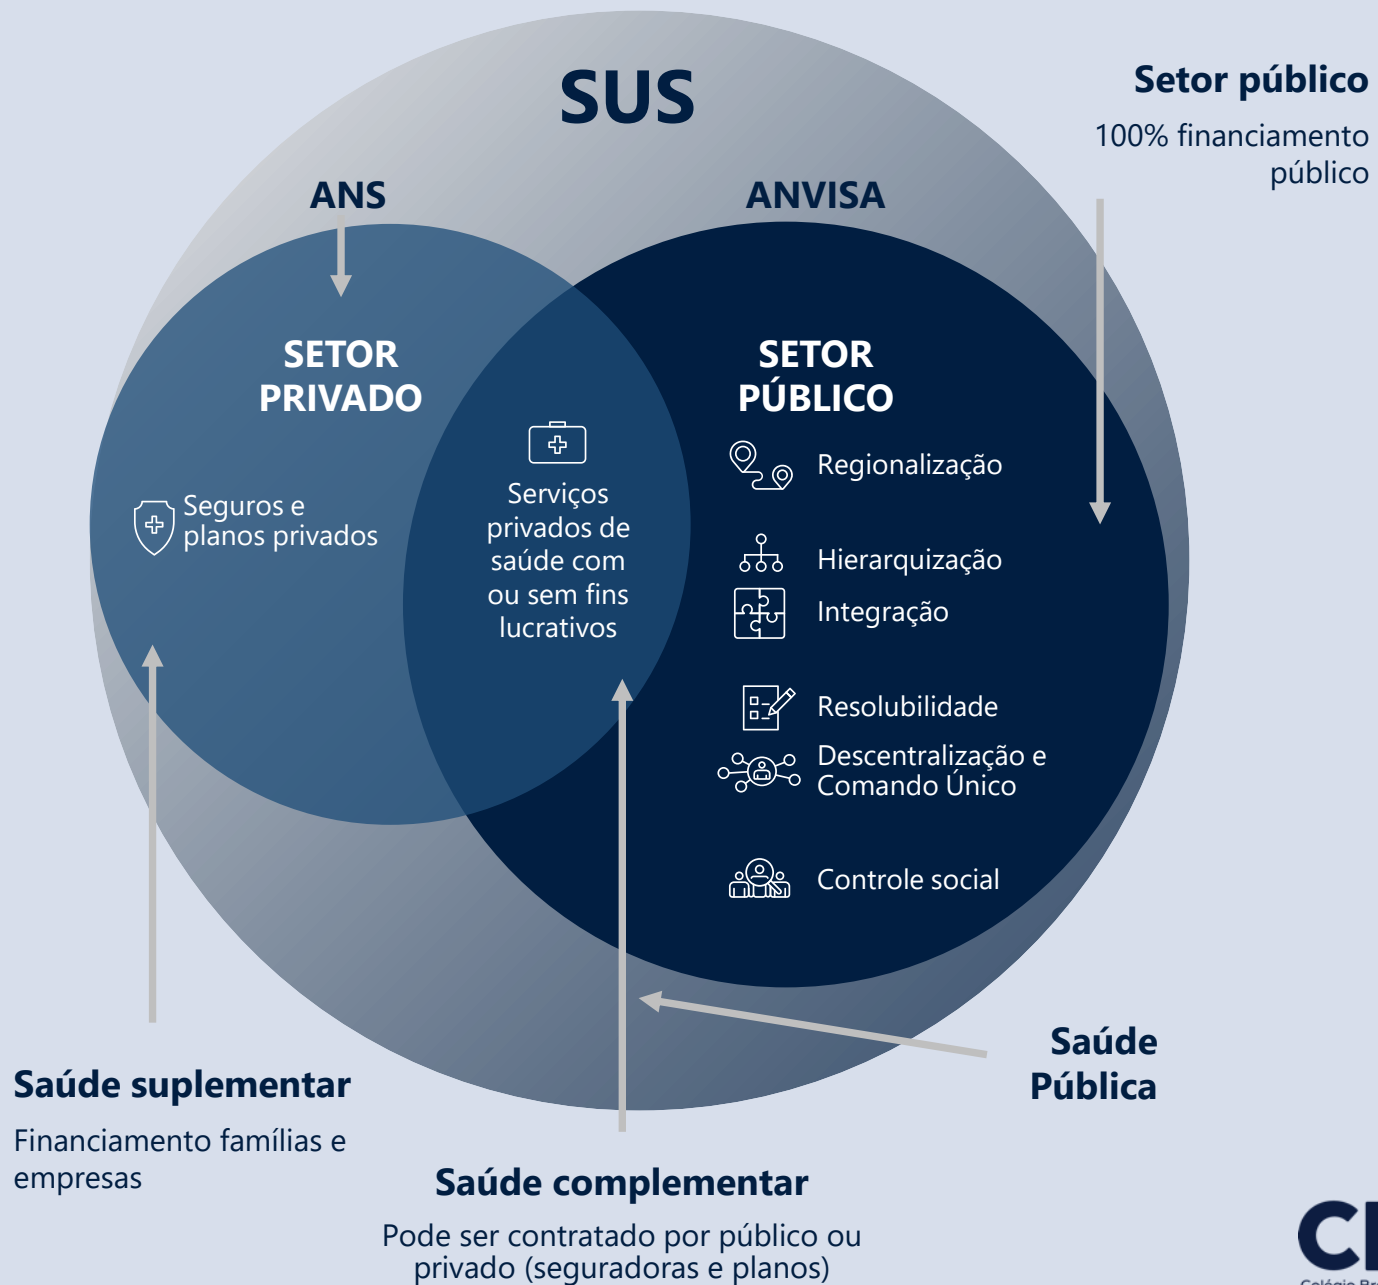 SUS
Setor público
100% financiamento
público
ANS
ANVISA
SETOR
PRIVADO
Seguros e
planos privados
Serviços
privados de
saúde com
ou sem fins
lucrativos
SETOR
PÚBLICO
Regionalização
Hierarquização
Integração
Resolubilidade
Descentralização e
Comando Único
Controle social
Saúde
Pública
Saúde suplementar
Financiamento famílias e
empresas
Saúde complementar
Pode ser contratado por público ou
privado (seguradoras e planos)
Colégio